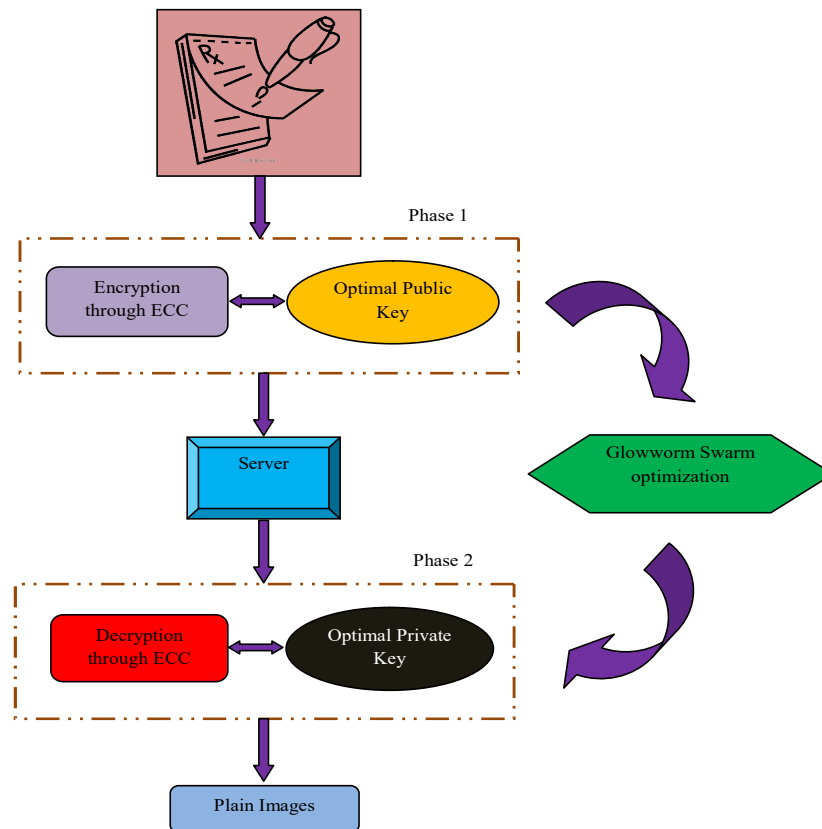 Rx
Phase 1
Encryption
through ECC
Optimal Public
Key
Server
Glowworm Swarm
optimization
Phase 2
Decryption
through ECC
Optimal Private
Key
Plain Images